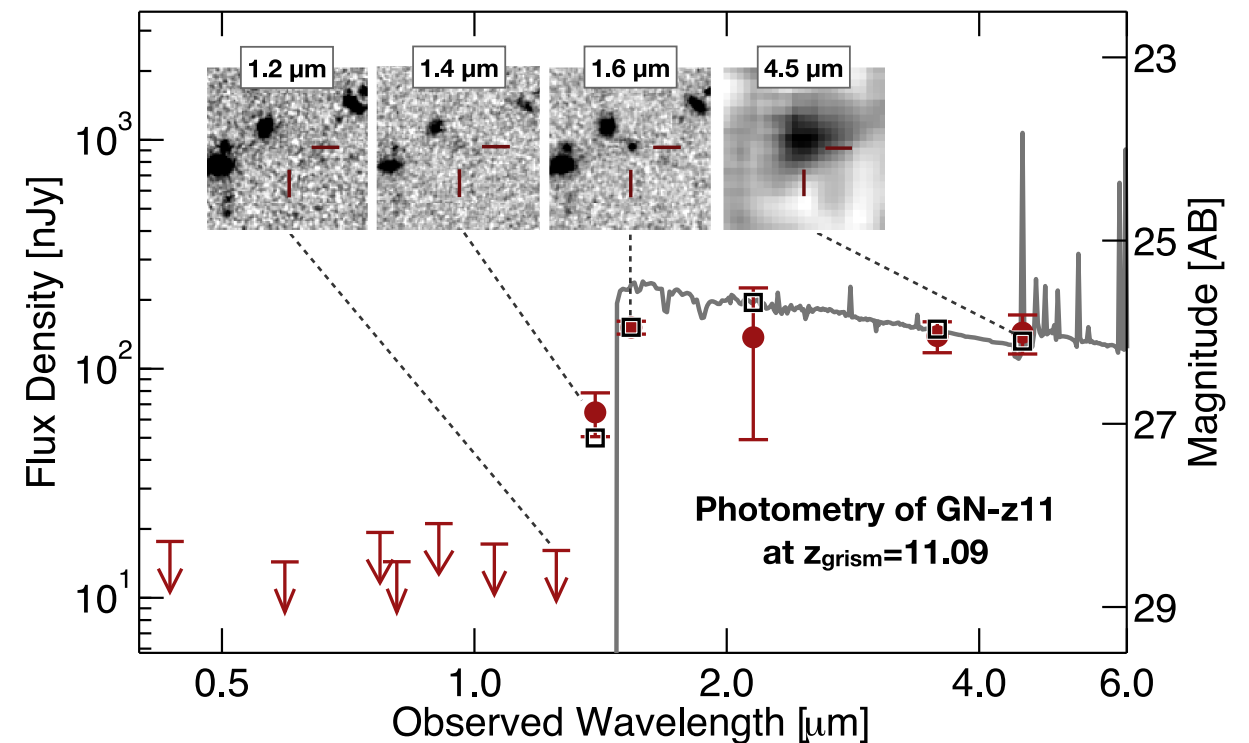 1.2 μm
1.4 μm
1.6 μm
4.5 μm
10³
10²
10¹
Flux Density [nJy]
23
25
27
29
Magnitude [AB]
Photometry of GN-z11
at z_grism=11.09
0.5
1.0
2.0
4.0
6.0
Observed Wavelength [μm]